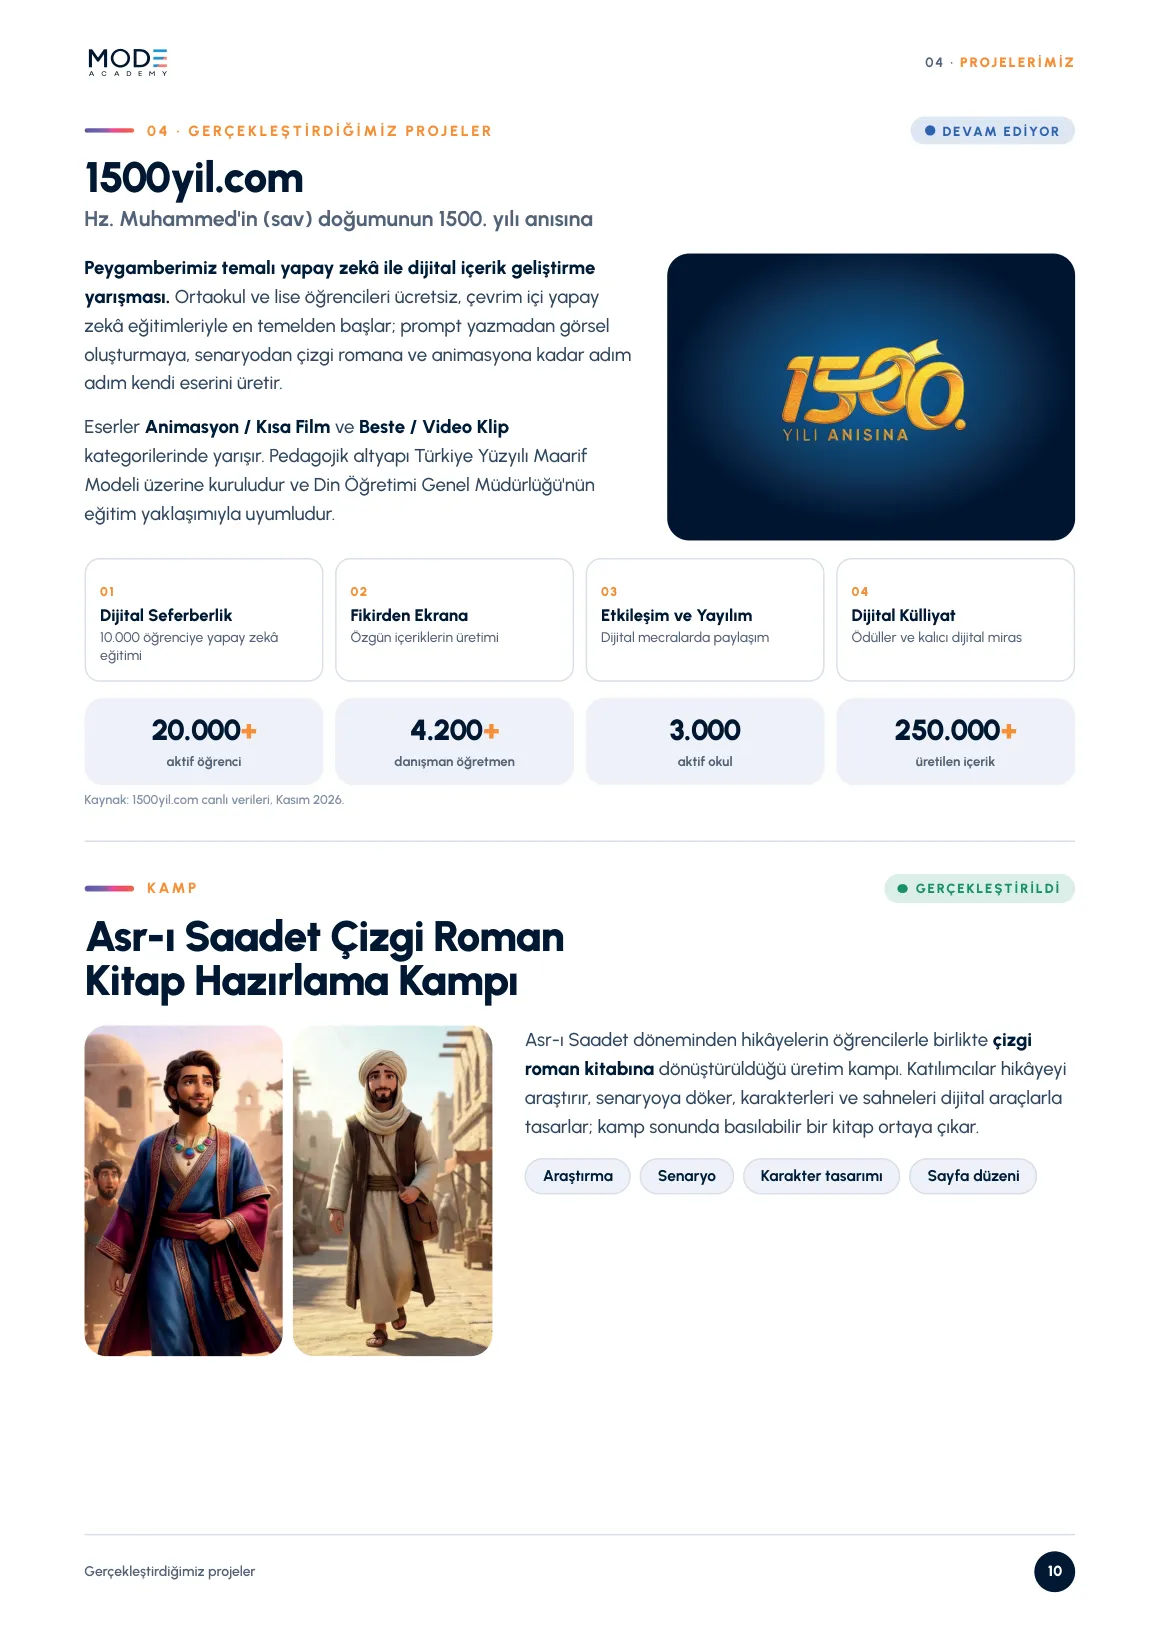 MODE
ACADEMY
04 · PROJELERİMİZ
04 · GERÇEKLEŞTİRDİĞİMİZ PROJELER
DEVAM EDİYOR
1500yil.com
Hz. Muhammed'in (sav) doğumunun 1500. yılı anısına
Peygamberimiz temalı yapay zekâ ile dijital içerik geliştirme
yarışması. Ortaokul ve lise öğrencileri ücretsiz, çevrim içi yapay
zekâ eğitimleriyle en temelden başlar; prompt yazmadan görsel
oluşturmaya, senaryodan çizgi romana ve animasyona kadar adım
adım kendi eserini üretir.
Eserler Animasyon / Kısa Film ve Beste / Video Klip
kategorilerinde yarışır. Pedagojik altyapı Türkiye Yüzyılı Maarif
Modeli üzerine kuruludur ve Din Öğretimi Genel Müdürlüğü'nün
eğitim yaklaşımıyla uyumludur.
1500.
YILI ANISINA
01
Dijital Seferberlik
10.000 öğrenciye yapay zekâ
eğitimi
02
Fikirden Ekrana
Özgün içeriklerin üretimi
03
Etkileşim ve Yayılım
Dijital mecralarda paylaşım
04
Dijital Külliyat
Ödüller ve kalıcı dijital miras
20.000+
aktif öğrenci
4.200+
danışman öğretmen
3.000
aktif okul
250.000+
üretilen içerik
Kaynak: 1500yil.com canlı verileri, Kasım 2026.
KAMP
GERÇEKLEŞTİRİLDİ
Asr-ı Saadet Çizgi Roman
Kitap Hazırlama Kampı
Asr-ı Saadet döneminden hikâyelerin öğrencilerle birlikte çizgi
roman kitabına dönüştürüldüğü üretim kampı. Katılımcılar hikâyeyi
araştırır, senaryoya döker, karakterleri ve sahneleri dijital araçlarla
tasarlar; kamp sonunda basılabilir bir kitap ortaya çıkar.
Araştırma
Senaryo
Karakter tasarımı
Sayfa düzeni
Gerçekleştirdiğimiz projeler
10